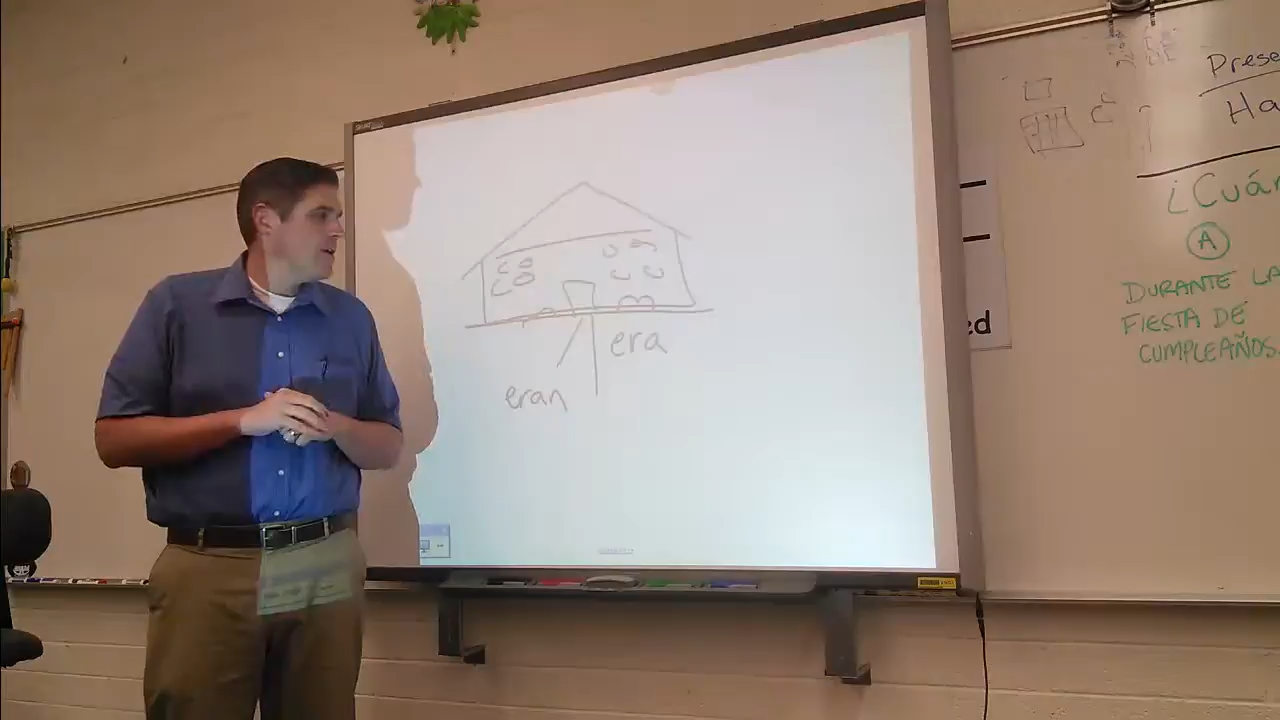 era
eran
Prese
Ha
¿Cuán
A
DURANTE LA
FIESTA DE
CUMPLEAÑOS.
ed